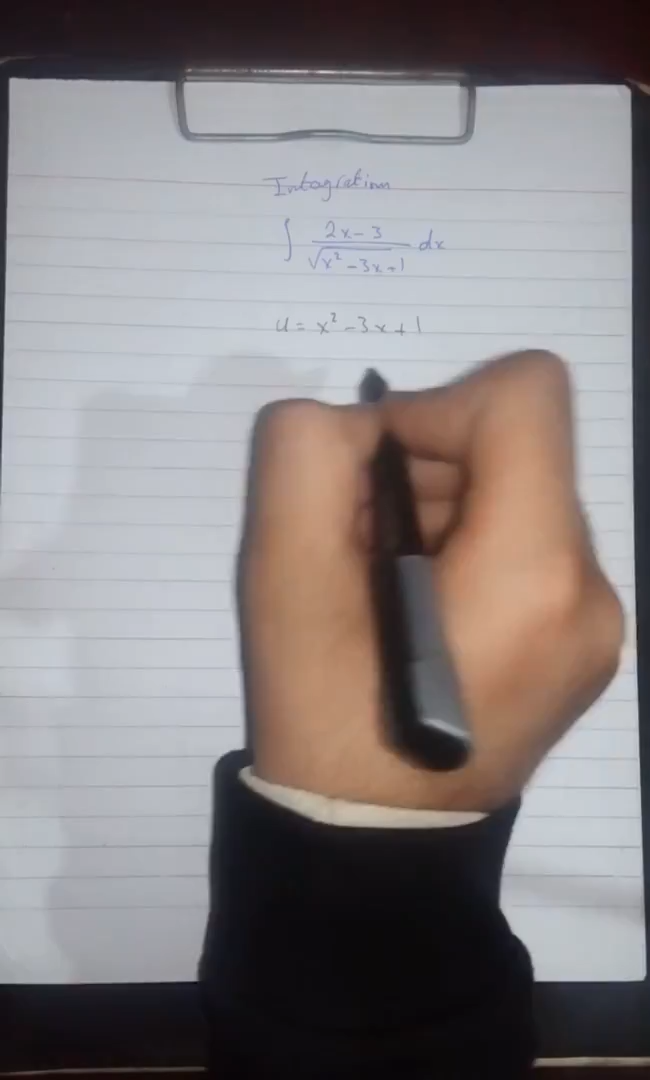 Integration
∫ 2x-3 / √x² -3x+1 dx
u = x² -3x+1